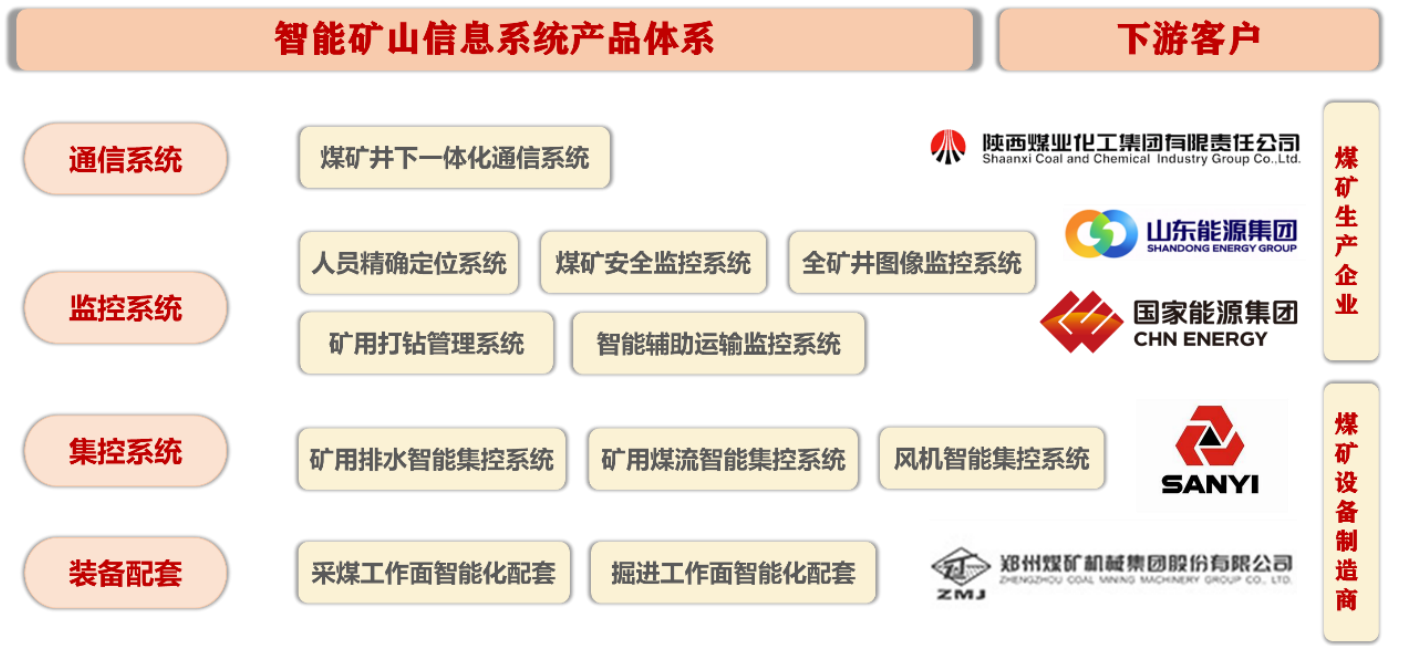 智能矿山信息系统产品体系
下游客户
通信系统
煤矿井下一体化通信系统
陕西煤业化工集团有限责任公司
Shaanxi Coal and Chemical Industry Group Co.,Ltd.
监控系统
人员精确定位系统
煤矿安全监控系统
全矿井图像监控系统
矿用打钻管理系统
智能辅助运输监控系统
山东能源集团
SHANDONG ENERGY GROUP
国家能源集团
CHN ENERGY
煤矿生产企业
集控系统
矿用排水智能集控系统
矿用煤流智能集控系统
风机智能集控系统
SANYI
装备配套
采煤工作面智能化配套
掘进工作面智能化配套
ZMJ
郑州煤矿机械集团股份有限公司
ZHENGZHOU COAL MINING MACHINERY GROUP CO., LTD.
煤矿设备制造商